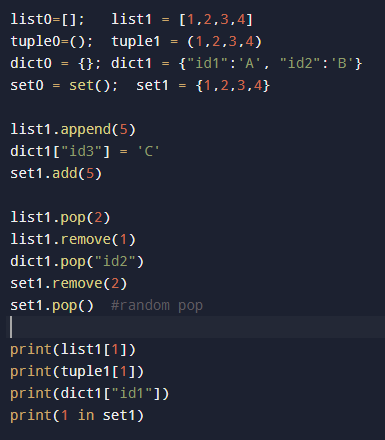 list0=[];   list1 = [1,2,3,4]
tuple0=();  tuple1 = (1,2,3,4)
dict0 = {}; dict1 = {"id1":'A', "id2":'B'}
set0 = set();  set1 = {1,2,3,4}
list1.append(5)
dict1["id3"] = 'C'
set1.add(5)
list1.pop(2)
list1.remove(1)
dict1.pop("id2")
set1.remove(2)
set1.pop()  #random pop
print(list1[1])
print(tuple1[1])
print(dict1["id1"])
print(1 in set1)